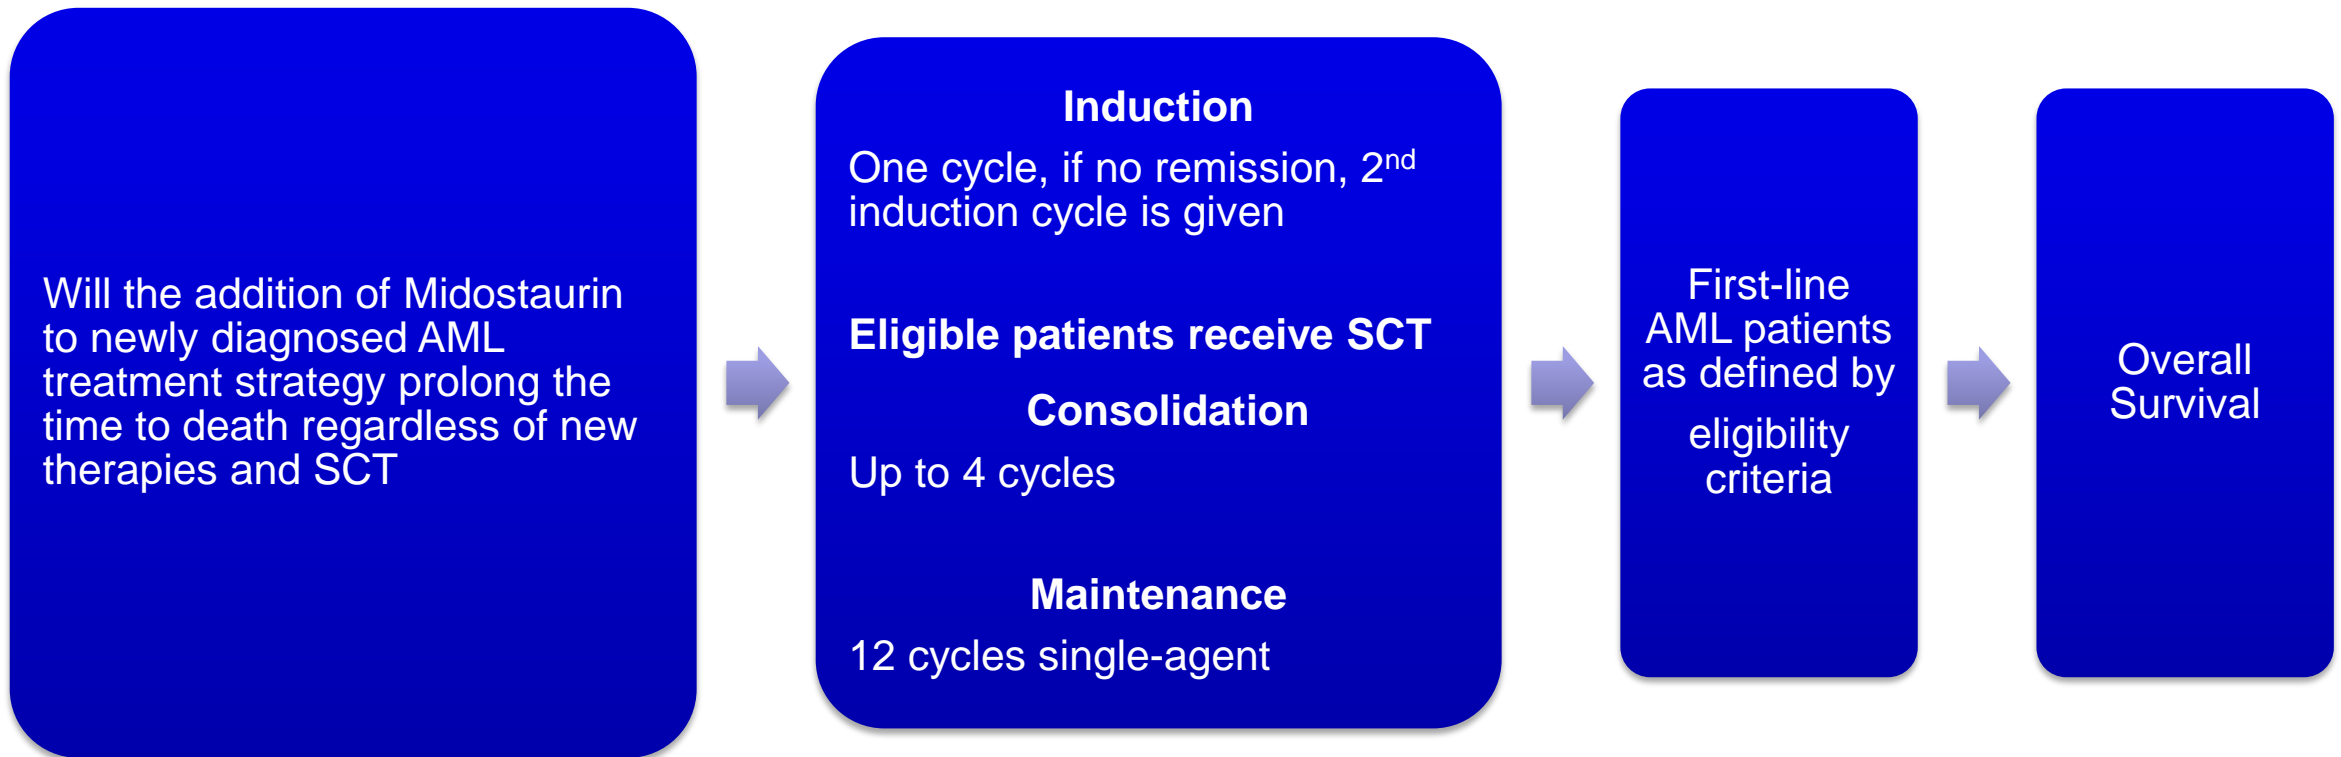 Will the addition of Midostaurin
to newly diagnosed AML
treatment strategy prolong the
time to death regardless of new
therapies and SCT
Induction
One cycle, if no remission, 2nd
induction cycle is given
Eligible patients receive SCT
Consolidation
Up to 4 cycles
Maintenance
12 cycles single-agent
First-line
AML patients
as defined by
eligibility
criteria
Overall
Survival